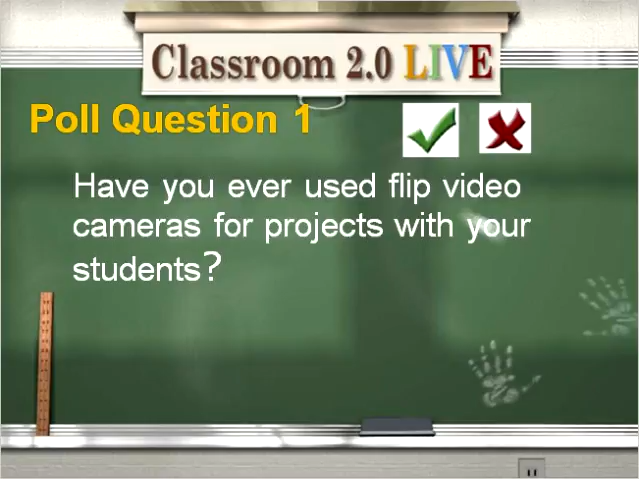 Classroom 2.0 LIVE
Poll Question 1
Have you ever used flip video
cameras for projects with your
students?